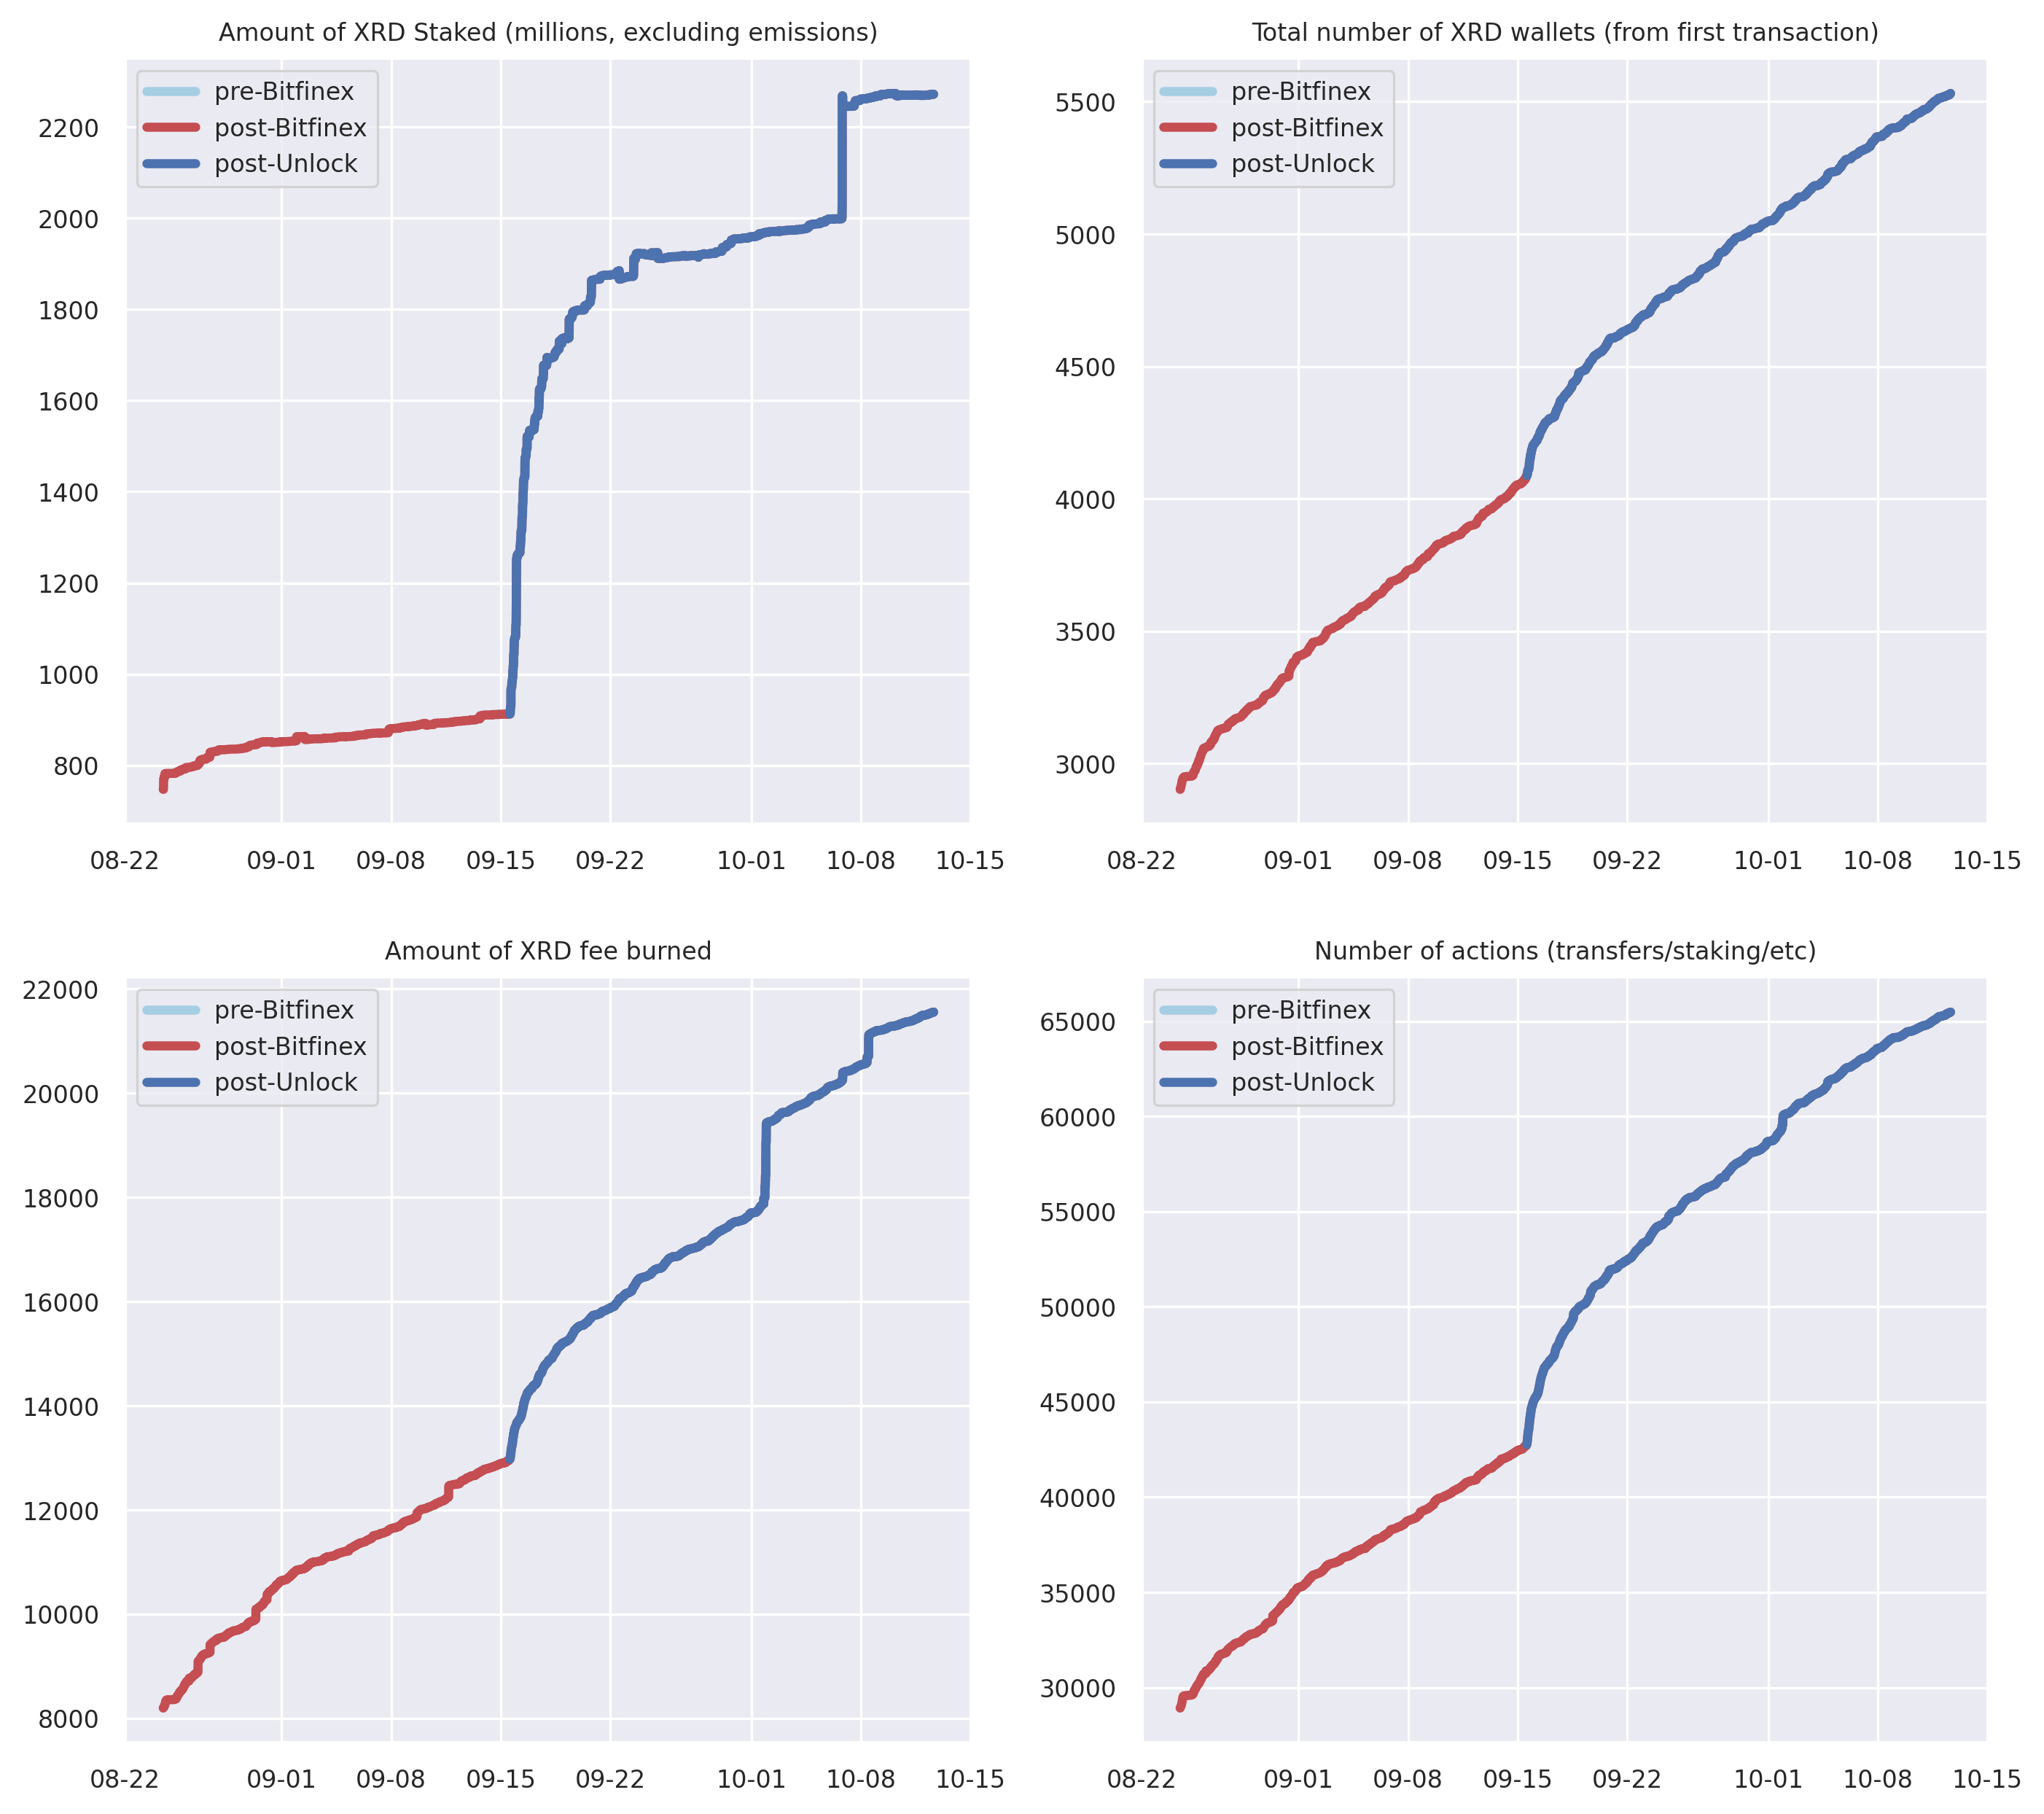 Amount of XRD Staked (millions, excluding emissions)
pre-Bitfinex
post-Bitfinex
post-Unlock
2200
2000
1800
1600
1400
1200
1000
800
08-22 09-01 09-08 09-15 09-22 10-01 10-08 10-15
Total number of XRD wallets (from first transaction)
pre-Bitfinex
post-Bitfinex
post-Unlock
5500
5000
4500
4000
3500
3000
08-22 09-01 09-08 09-15 09-22 10-01 10-08 10-15
Amount of XRD fee burned
pre-Bitfinex
post-Bitfinex
post-Unlock
22000
20000
18000
16000
14000
12000
10000
8000
08-22 09-01 09-08 09-15 09-22 10-01 10-08 10-15
Number of actions (transfers/staking/etc)
pre-Bitfinex
post-Bitfinex
post-Unlock
65000
60000
55000
50000
45000
40000
35000
30000
08-22 09-01 09-08 09-15 09-22 10-01 10-08 10-15